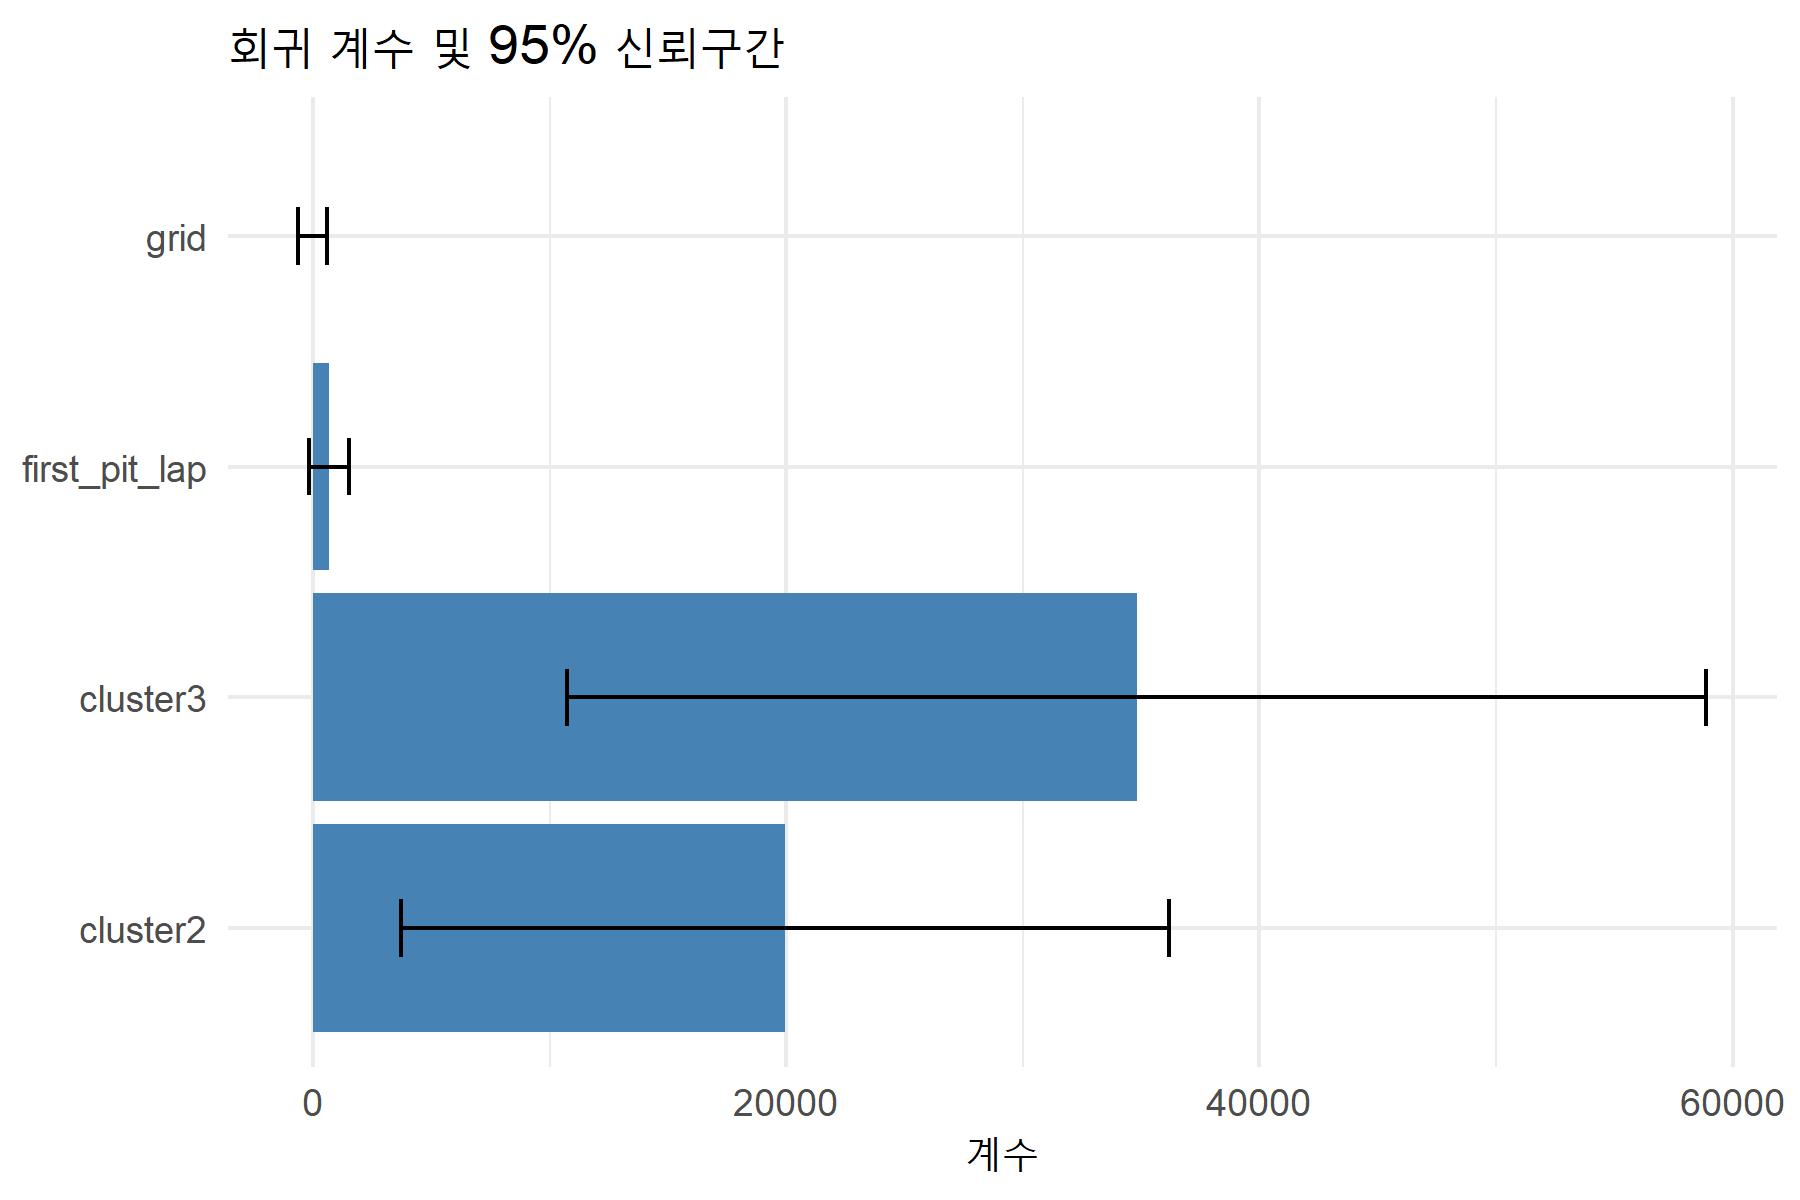 회귀 계수 및 95% 신뢰구간
grid
first_pit_lap
cluster3
cluster2
0 20000 40000 60000
계수